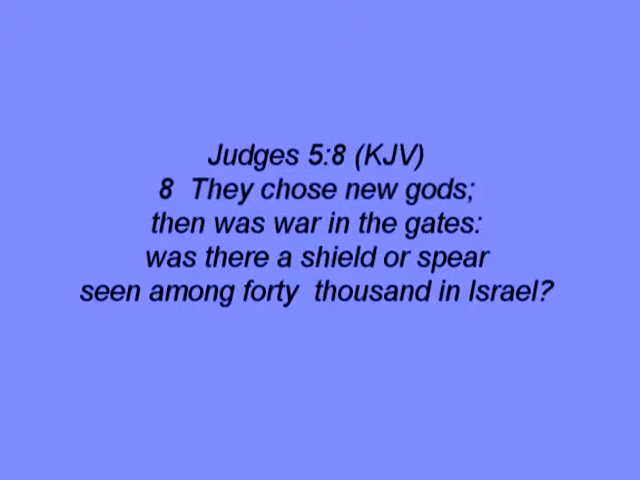 Judges 5:8 (KJV)
8  They chose new gods;
then was war in the gates:
was there a shield or spear
seen among forty  thousand in Israel?